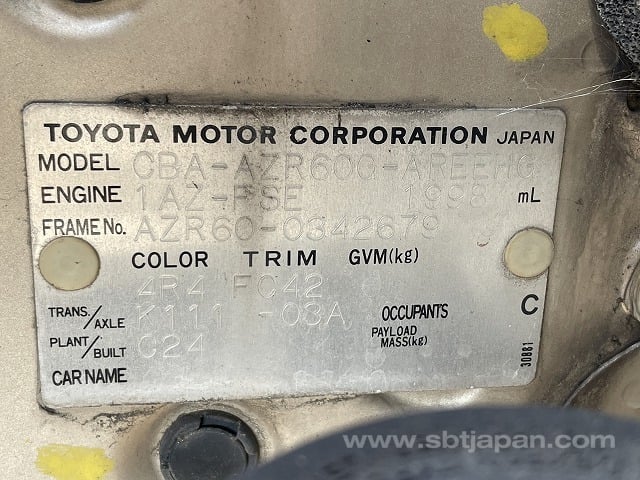 TOYOTA MOTOR CORPORATION JAPAN
MODEL CBA-AZR60G-AREEHG
ENGINE 1AZ-FSE 1998 mL
FRAME No. AZR60-0342679
COLOR TRIM GVM(kg)
4R4 FC42
TRANS./AXLE K111 -03A OCCUPANTS C
PAYLOAD MASS(kg)
PLANT/BUILT C24
30881
CAR NAME
www.sbtjapan.com